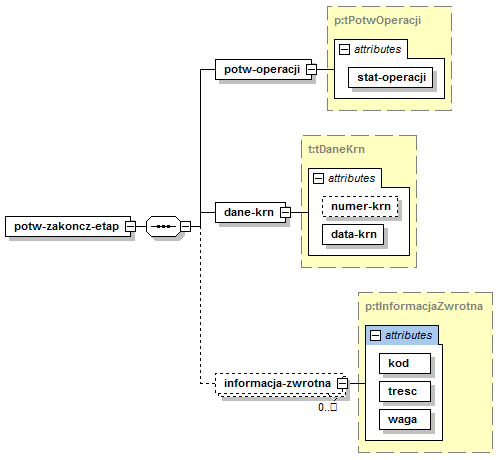 p:tPotwOperacji
attributes
potw-operacji
stat-operacji
t:tDaneKrn
attributes
numer-krn
dane-krn
data-krn
potw-zakoncz-etap
p:tInformacjaZwrotna
attributes
kod
informacja-zwrotna
tresc
0..□
waga